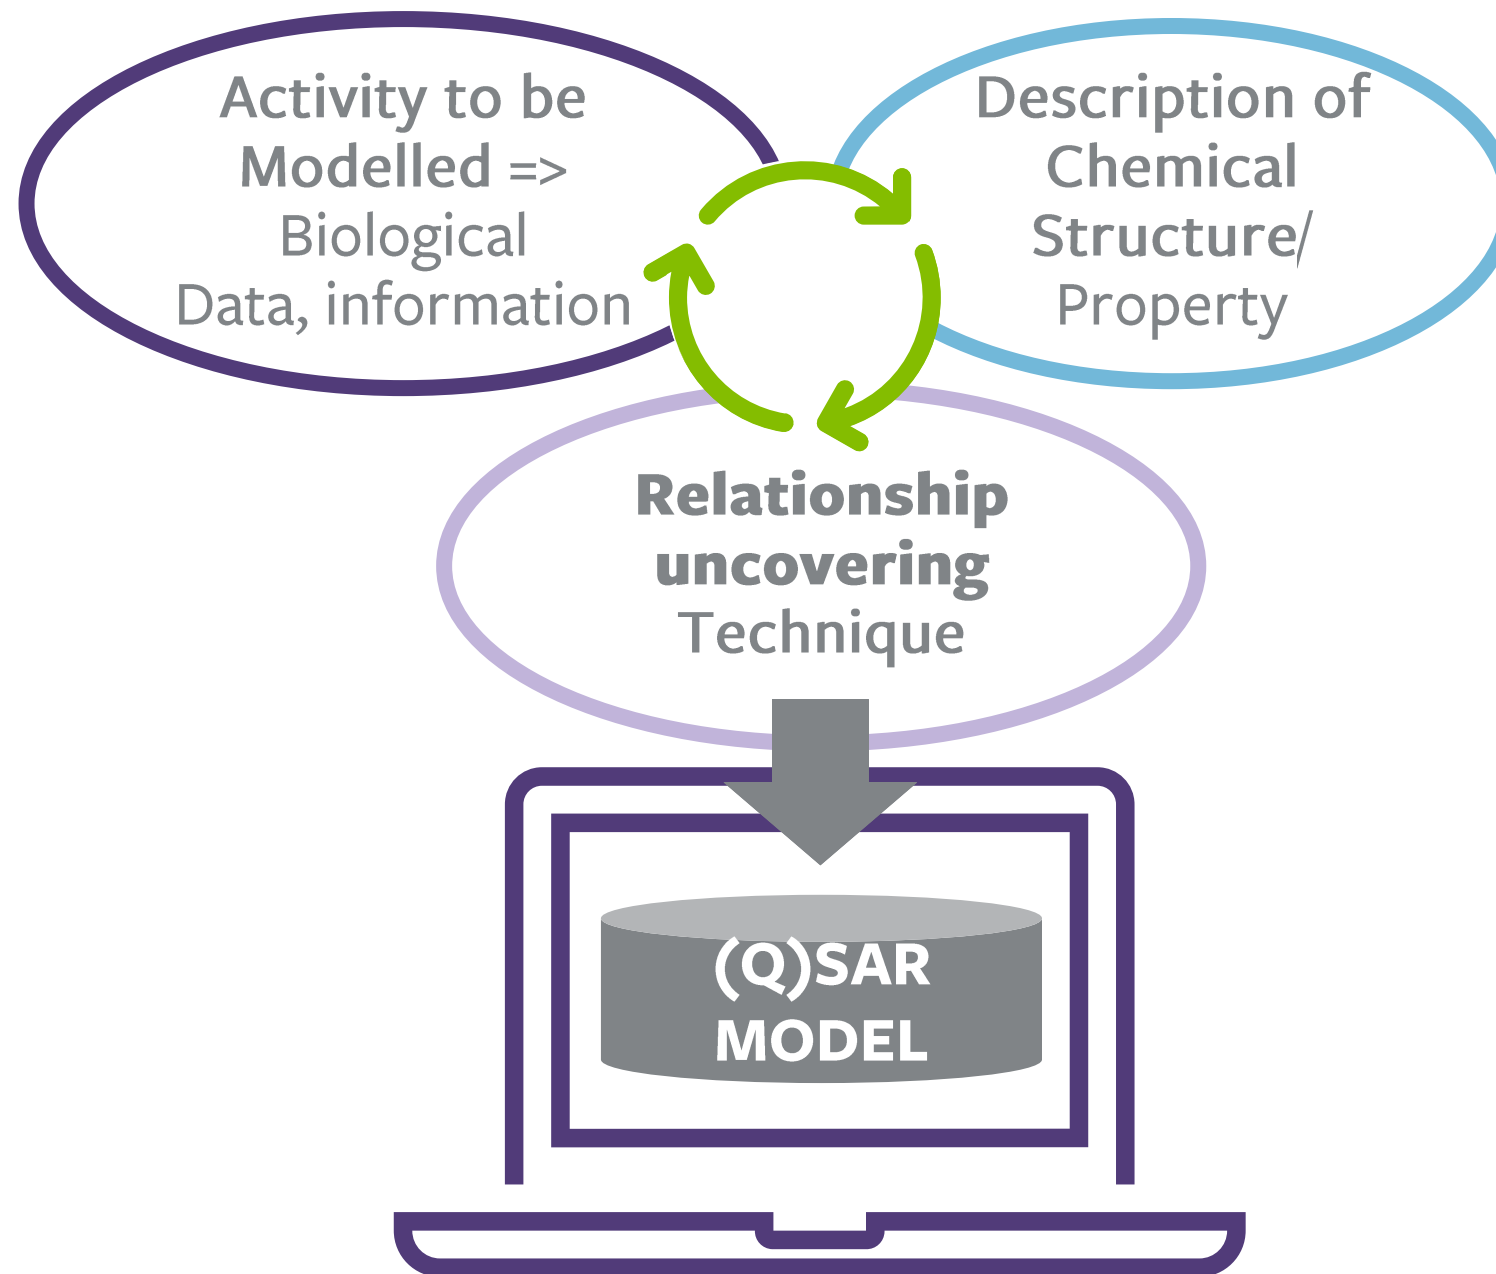 Activity to be
Modelled =>
Biological
Data, information
Description of
Chemical
Structure/
Property
Relationship
uncovering
Technique
(Q)SAR
MODEL